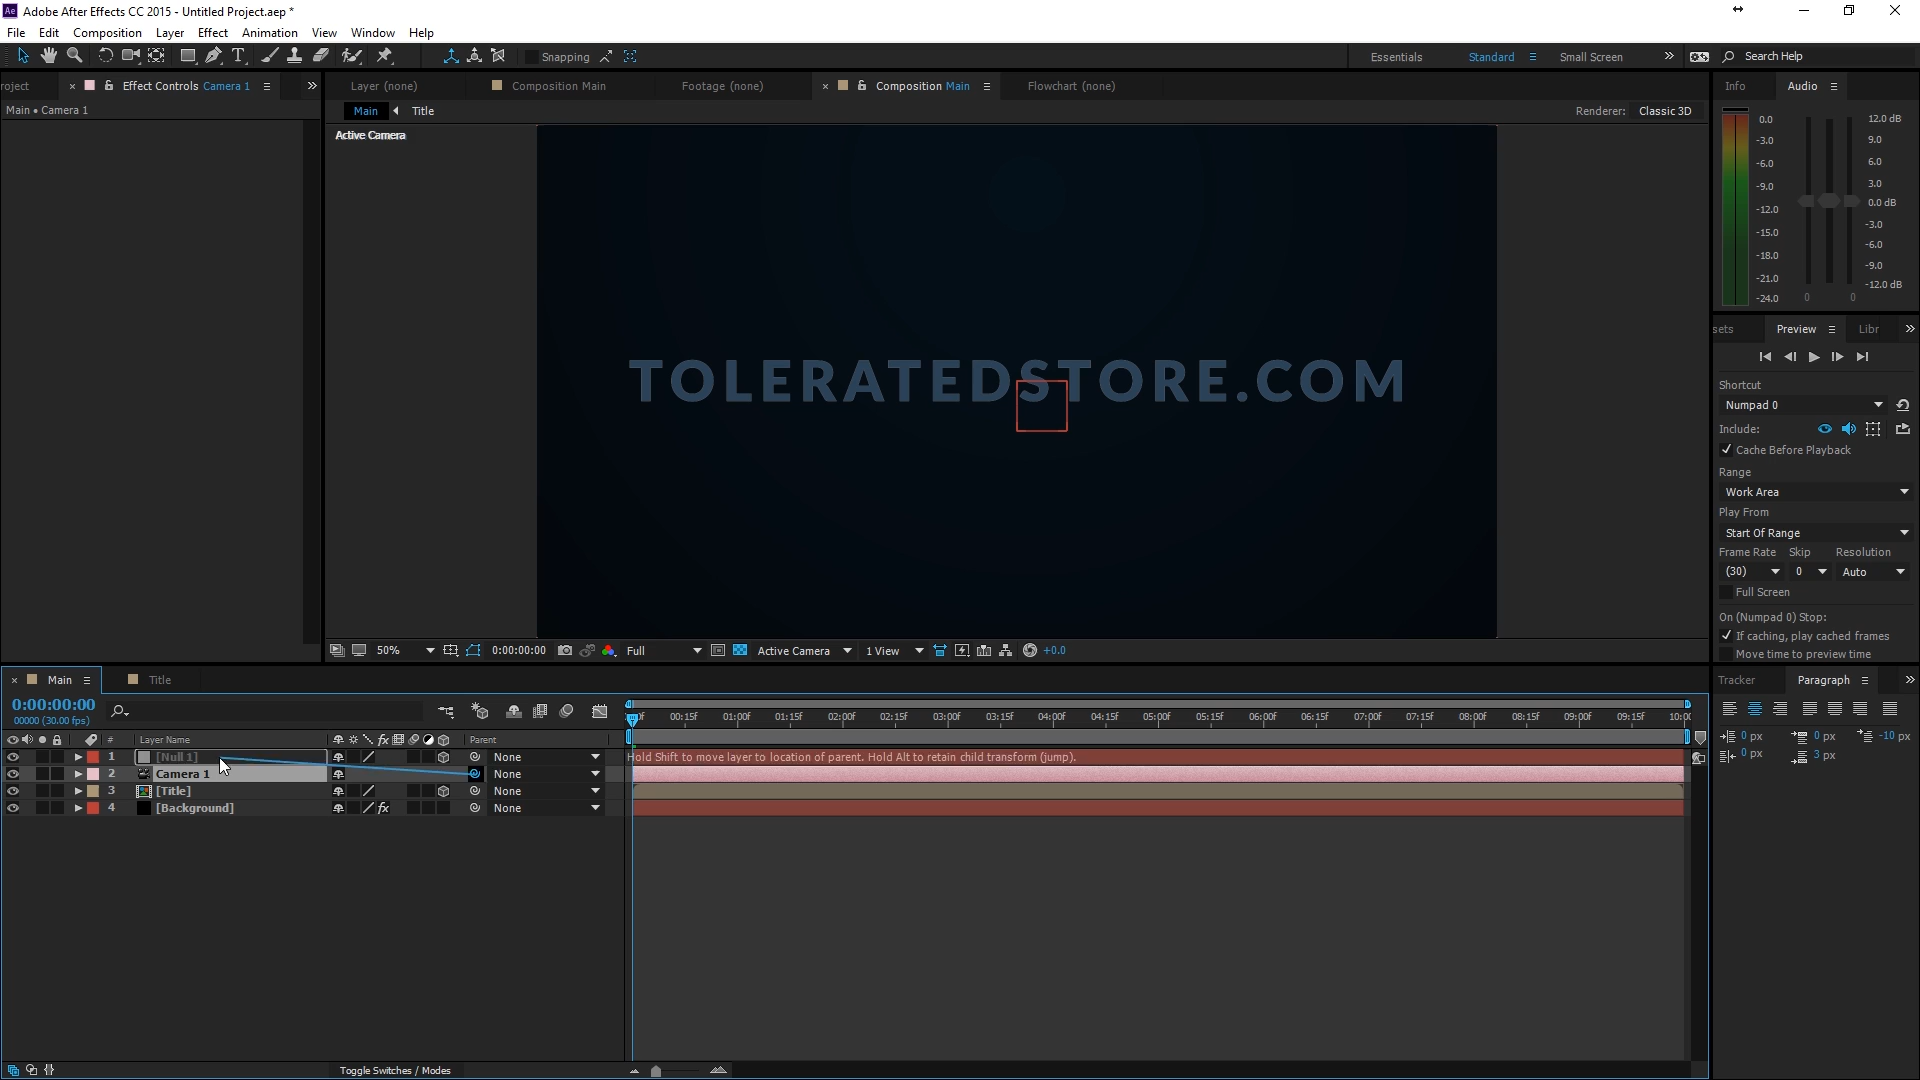 Ae Adobe After Effects CC 2015 - Untitled Project.aep *
File Edit Composition Layer Effect Animation View Window Help
Snapping
Essentials Standard Small Screen Search Help
roject Effect Controls Camera 1
Layer (none) Composition Main Footage (none) Composition Main Flowchart (none)
Info Audio
Main • Camera 1
Main Title
Renderer: Classic 3D
Active Camera
TOLERATEDSTORE.COM
0.0
-3.0
-6.0
-9.0
-12.0
-15.0
-18.0
-21.0
-24.0
12.0 dB
9.0
6.0
3.0
0.0 dB
-3.0
-6.0
-9.0
-12.0 dB
0 0
sets Preview Libr
Shortcut
Numpad 0
Include:
Cache Before Playback
Range
Work Area
Play From
Start Of Range
Frame Rate Skip Resolution
(30) 0 Auto
Full Screen
On (Numpad 0) Stop:
If caching, play cached frames
Move time to preview time
50% 0:00:00:00 Full Active Camera 1 View +0.0
Main Title
Tracker Paragraph
0:00:00:00
00000 (30.00 fps)
00:15f 01:00f 01:15f 02:00f 02:15f 03:00f 03:15f 04:00f 04:15f 05:00f 05:15f 06:00f 06:15f 07:00f 07:15f 08:00f 08:15f 09:00f 09:15f 10:00
# Layer Name fx Parent
1 [Null 1] None
Hold Shift to move layer to location of parent. Hold Alt to retain child transform (jump).
2 Camera 1 None
3 [Title] None
4 [Background] fx None
0 px 0 px -10 px
0 px 3 px
Toggle Switches / Modes